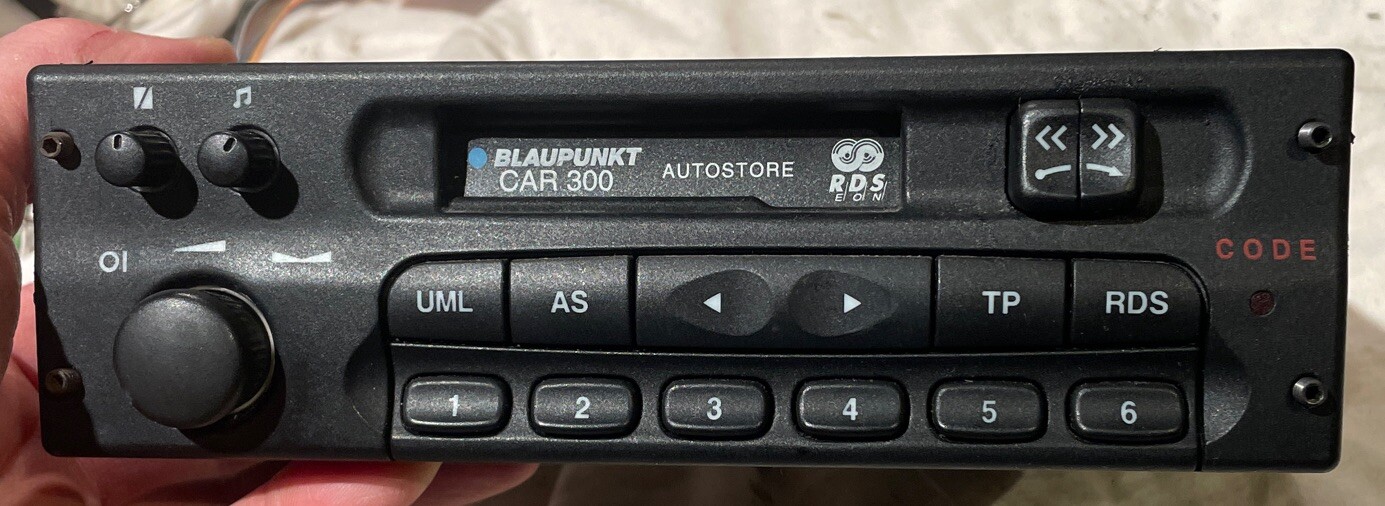 BLAUPUNKT
CAR 300
AUTOSTORE
RDS
EON
CODE
UML AS TP RDS
1 2 3 4 5 6